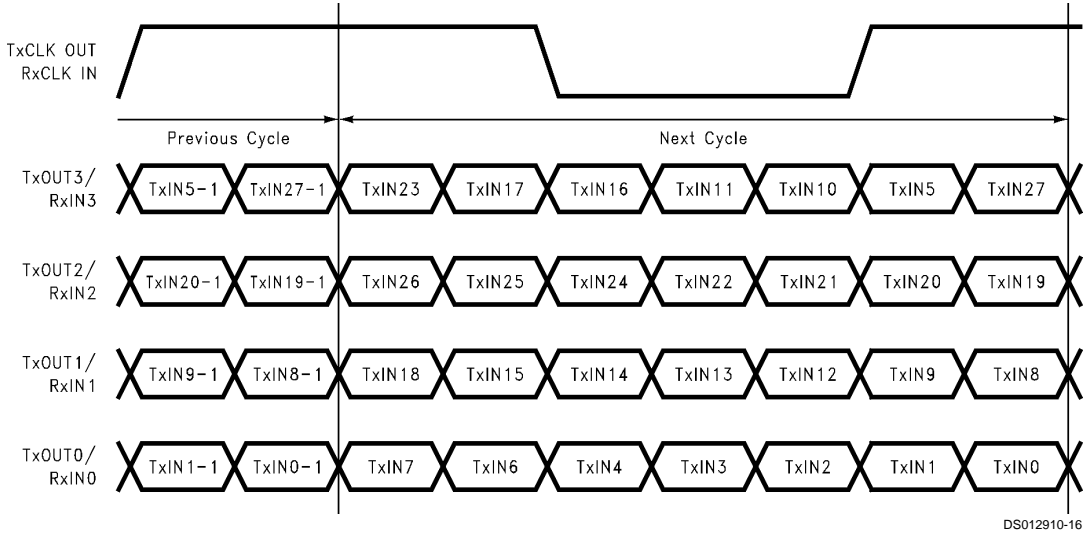 TxCLK OUT
RxCLK IN
Previous Cycle
Next Cycle
TxOUT3/
RxIN3
TxIN5-1 TxIN27-1 TxIN23 TxIN17 TxIN16 TxIN11 TxIN10 TxIN5 TxIN27
TxOUT2/
RxIN2
TxIN20-1 TxIN19-1 TxIN26 TxIN25 TxIN24 TxIN22 TxIN21 TxIN20 TxIN19
TxOUT1/
RxIN1
TxIN9-1 TxIN8-1 TxIN18 TxIN15 TxIN14 TxIN13 TxIN12 TxIN9 TxIN8
TxOUT0/
RxIN0
TxIN1-1 TxIN0-1 TxIN7 TxIN6 TxIN4 TxIN3 TxIN2 TxIN1 TxIN0
DS012910-16